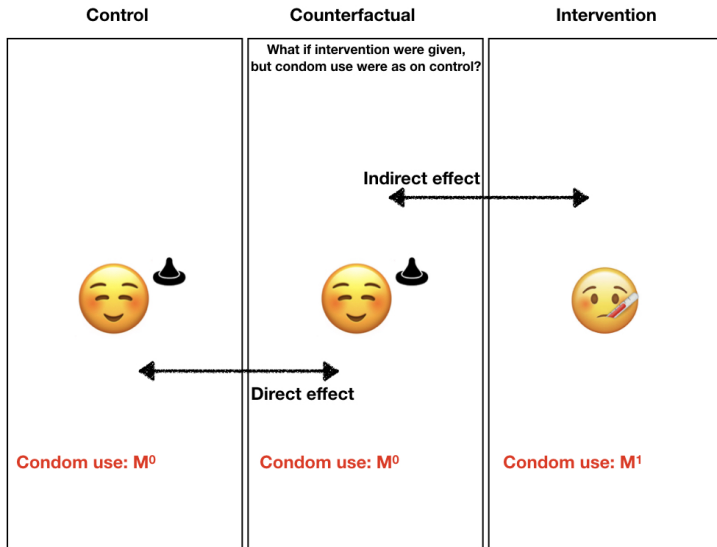 Control
Counterfactual
Intervention
What if intervention were given,
but condom use were as on control?
Indirect effect
Direct effect
Condom use: M⁰
Condom use: M⁰
Condom use: M¹